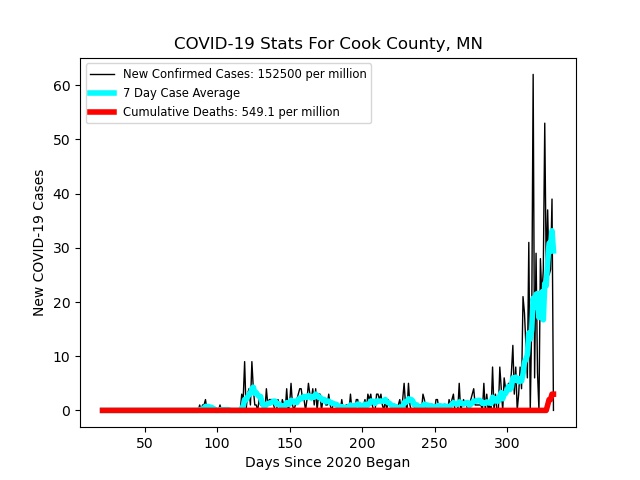 COVID-19 Stats For Cook County, MN
New Confirmed Cases: 152500 per million
7 Day Case Average
Cumulative Deaths: 549.1 per million
New COVID-19 Cases
60
50
40
30
20
10
0
50 100 150 200 250 300
Days Since 2020 Began